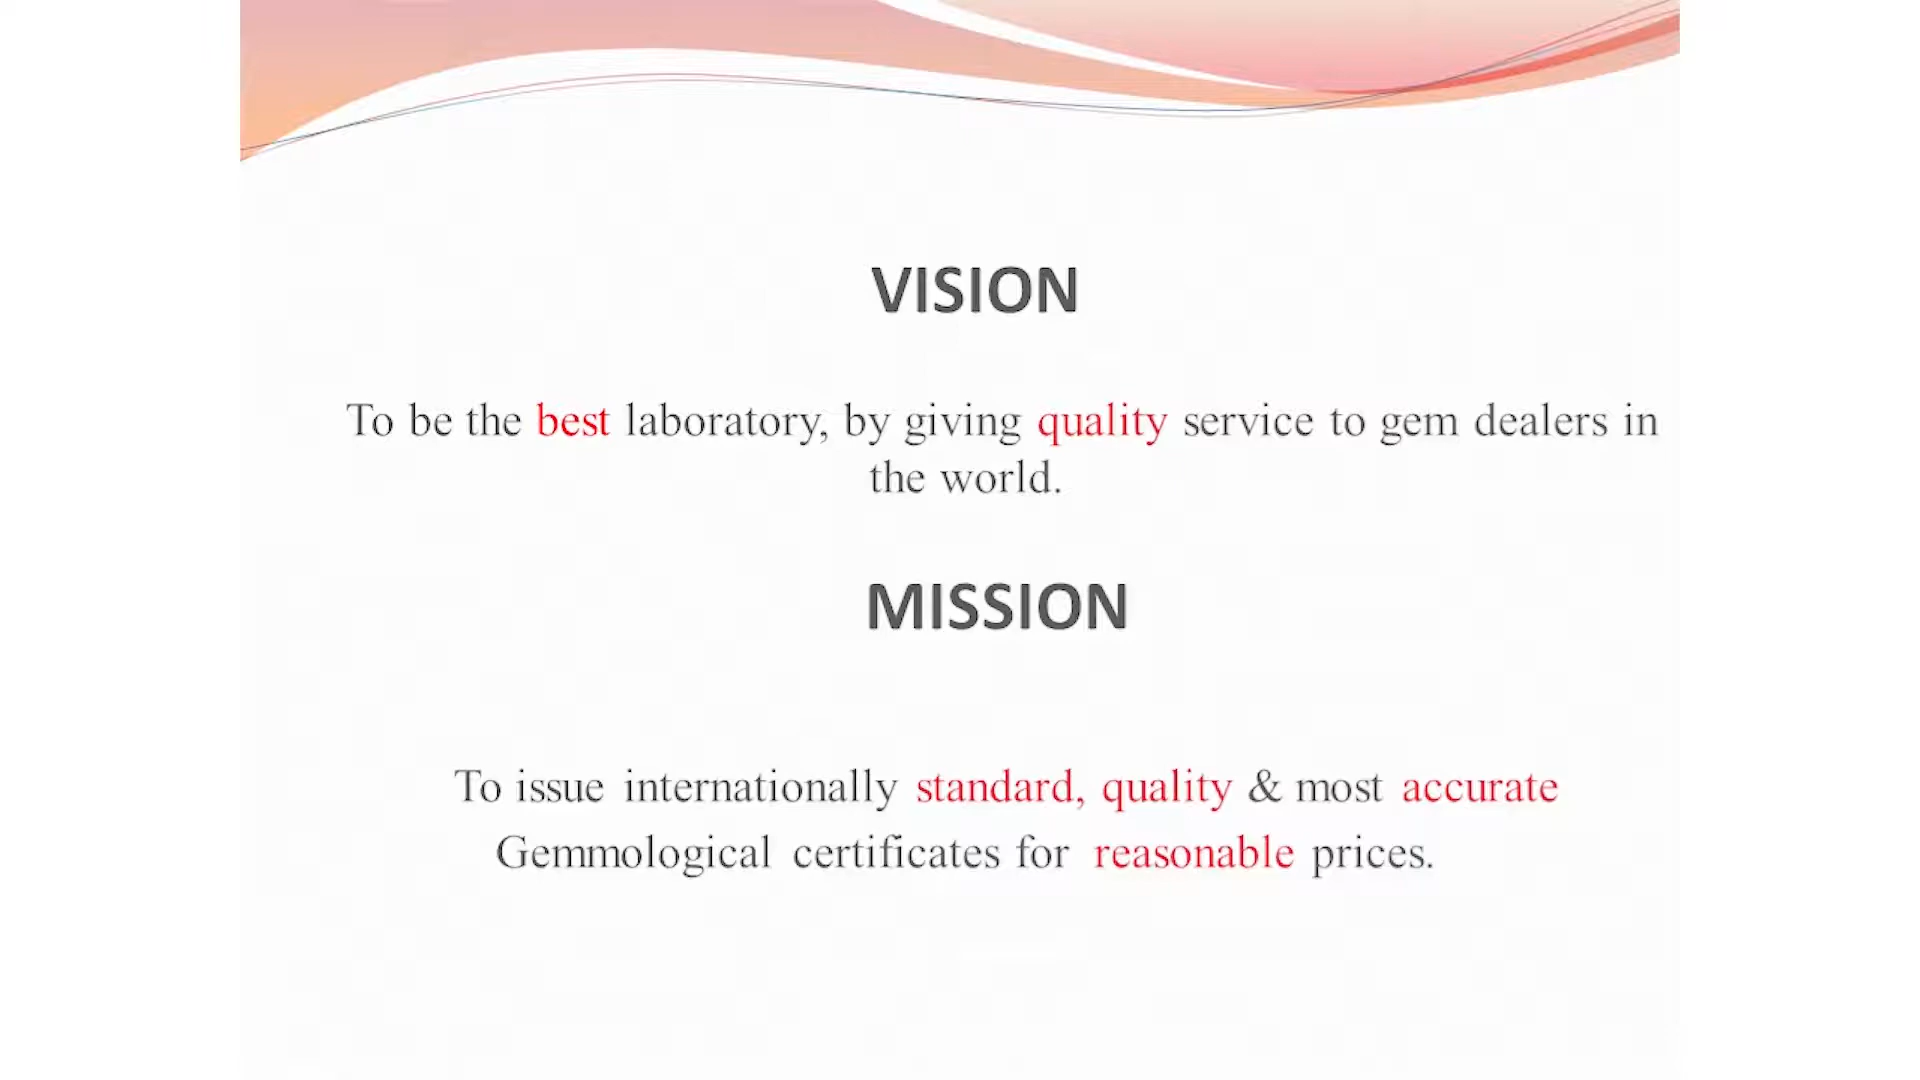 VISION
To be the best laboratory, by giving quality service to gem dealers in
the world.
MISSION
To issue internationally standard, quality & most accurate
Gemmological certificates for reasonable prices.